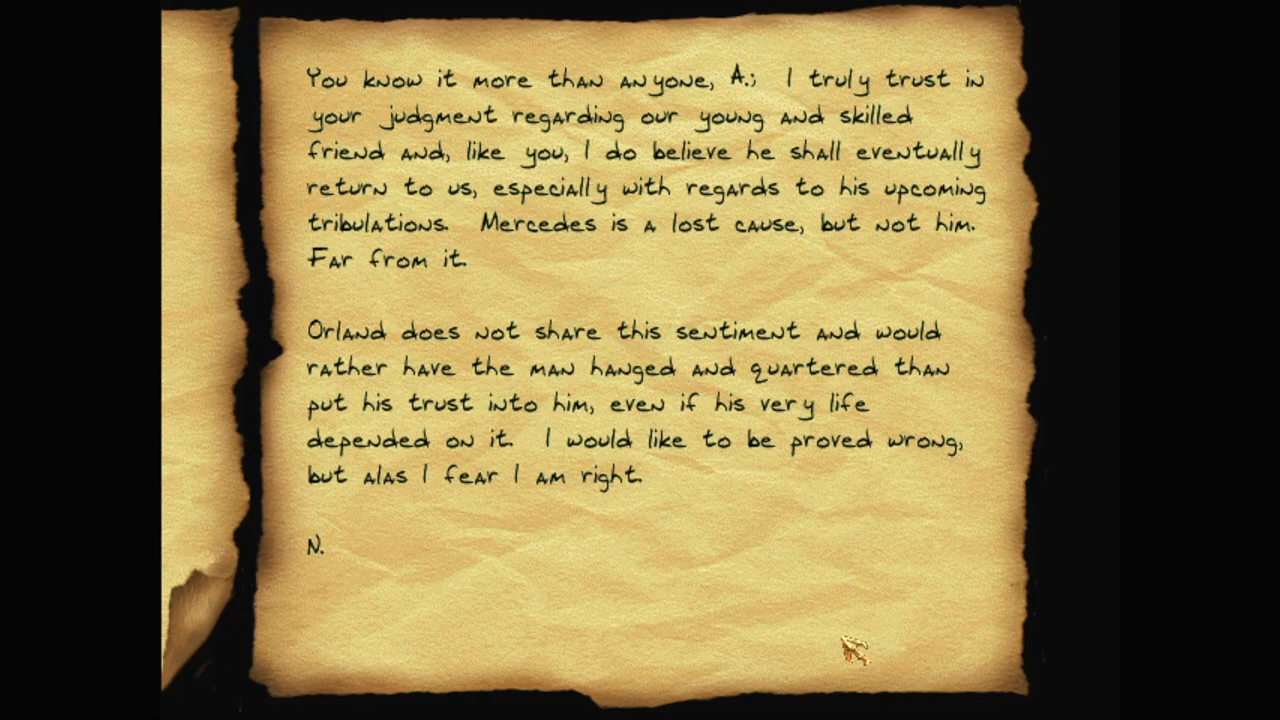 You know it more than anyone, A.; I truly trust in
your judgment regarding our young and skilled
friend and, like you, I do believe he shall eventually
return to us, especially with regards to his upcoming
tribulations. Mercedes is a lost cause, but not him.
Far from it.
Orland does not share this sentiment and would
rather have the man hanged and quartered than
put his trust into him, even if his very life
depended on it. I would like to be proved wrong,
but alas I fear I am right.
N.